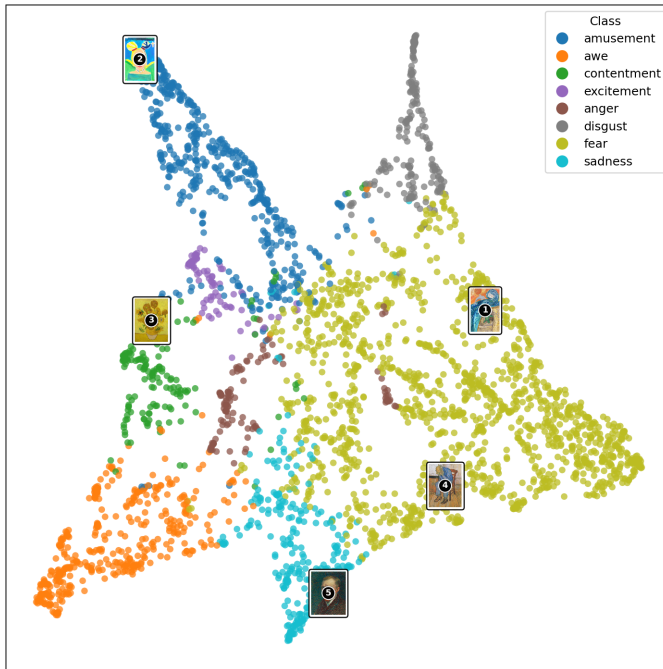 Class
amusement
awe
contentment
excitement
anger
disgust
fear
sadness
2
1
3
4
5